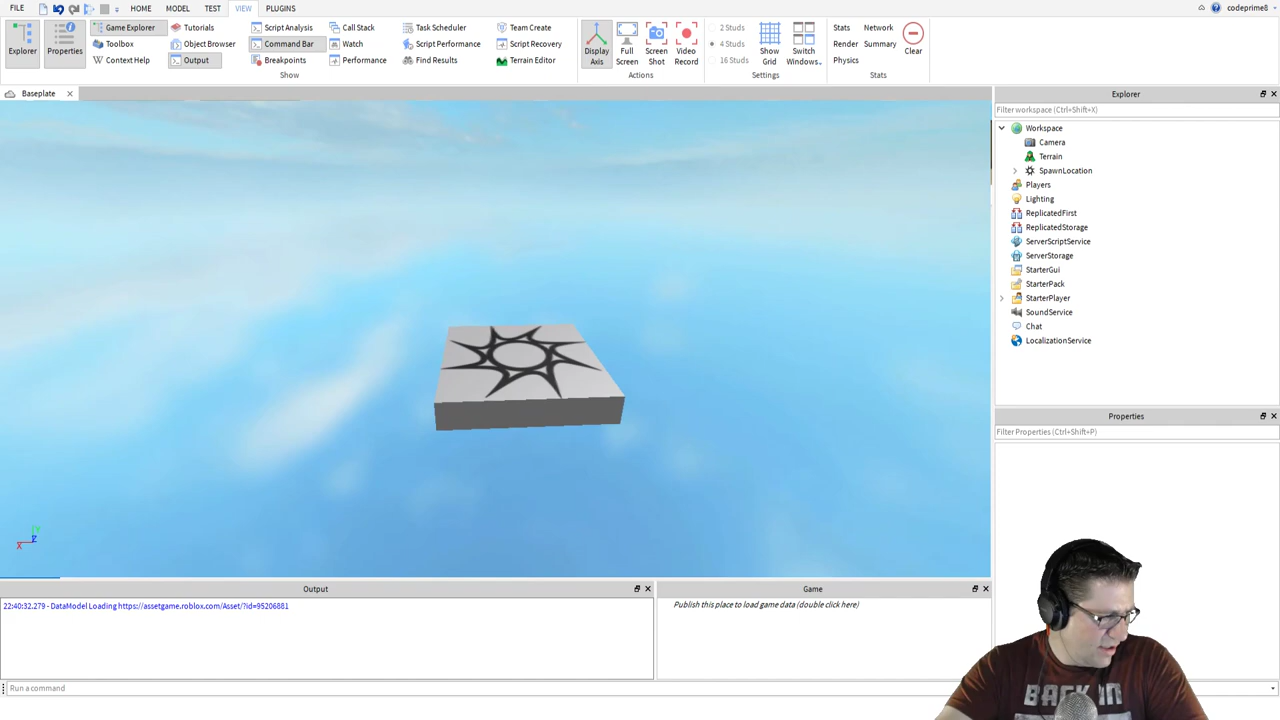 FILE HOME MODEL TEST VIEW PLUGINS codeprime8
Explorer Properties
Game Explorer Tutorials Script Analysis Call Stack Task Scheduler Team Create
Toolbox Object Browser Command Bar Watch Script Performance Script Recovery
Context Help Output Breakpoints Performance Find Results Terrain Editor
Show
Display Axis
Full Screen
Screen Shot
Video Record
Actions
2 Studs
4 Studs
16 Studs
Show Grid
Switch Windows..
Settings
Stats Network
Render Summary
Physics
Clear
Stats
Baseplate
Explorer
Filter workspace (Ctrl+Shift+X)
Workspace
Camera
Terrain
SpawnLocation
Players
Lighting
ReplicatedFirst
ReplicatedStorage
ServerScriptService
ServerStorage
StarterGui
StarterPack
StarterPlayer
SoundService
Chat
LocalizationService
Properties
Filter Properties (Ctrl+Shift+P)
Y
Z
X
Output
22:40:32.279 - DataModel Loading https://assetgame.roblox.com/Asset/?id=95206881
Game
Publish this place to load game data (double click here)
Run a command
BACK IN